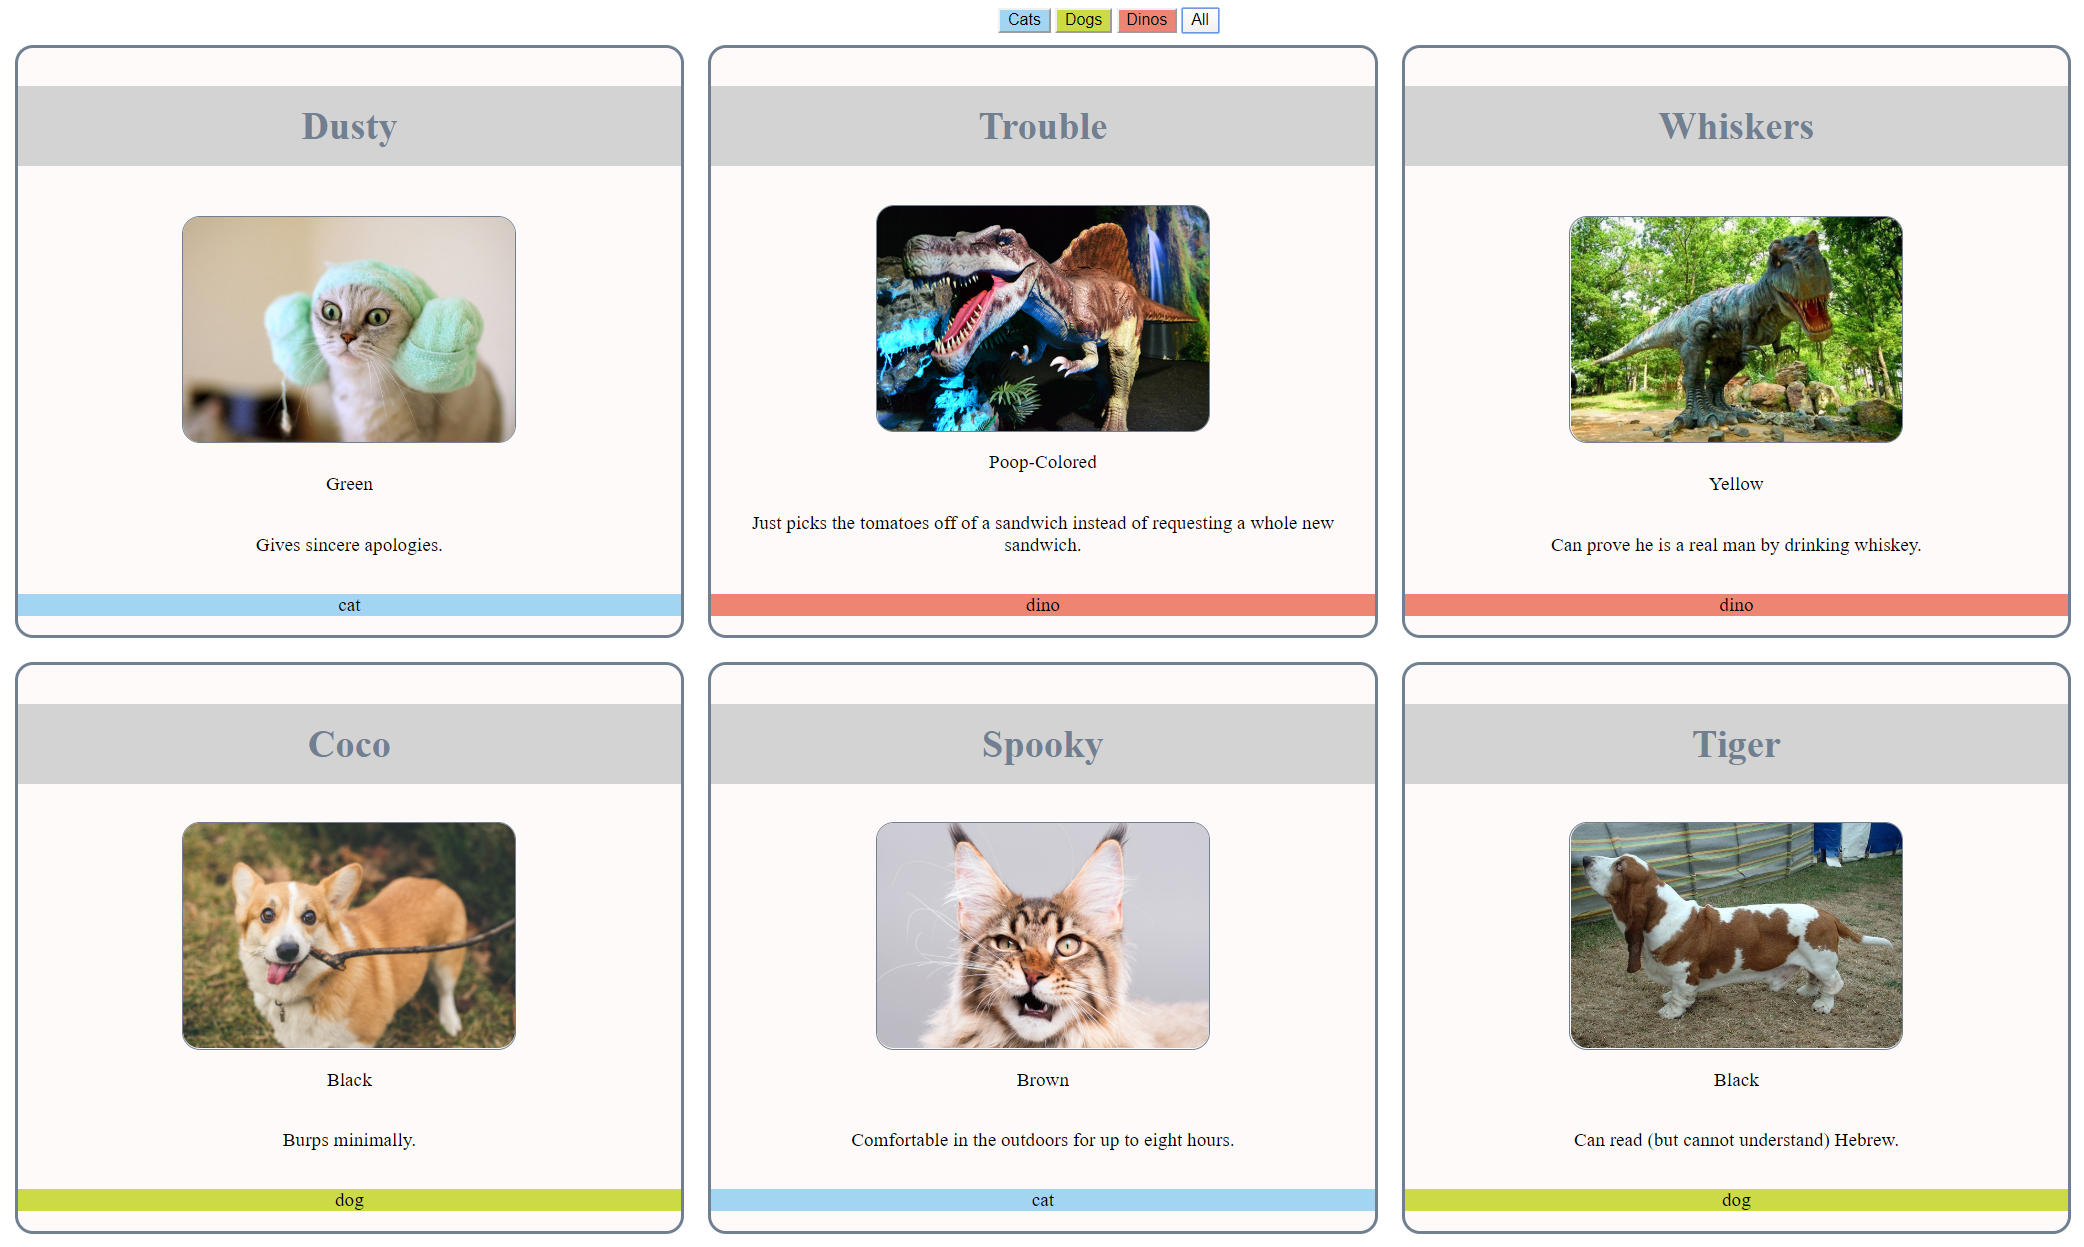 Cats Dogs Dinos All
Dusty
Green
Gives sincere apologies.
cat
Trouble
Poop-Colored
Just picks the tomatoes off of a sandwich instead of requesting a whole new
sandwich.
dino
Whiskers
Yellow
Can prove he is a real man by drinking whiskey.
dino
Coco
Black
Burps minimally.
dog
Spooky
Brown
Comfortable in the outdoors for up to eight hours.
cat
Tiger
Black
Can read (but cannot understand) Hebrew.
dog